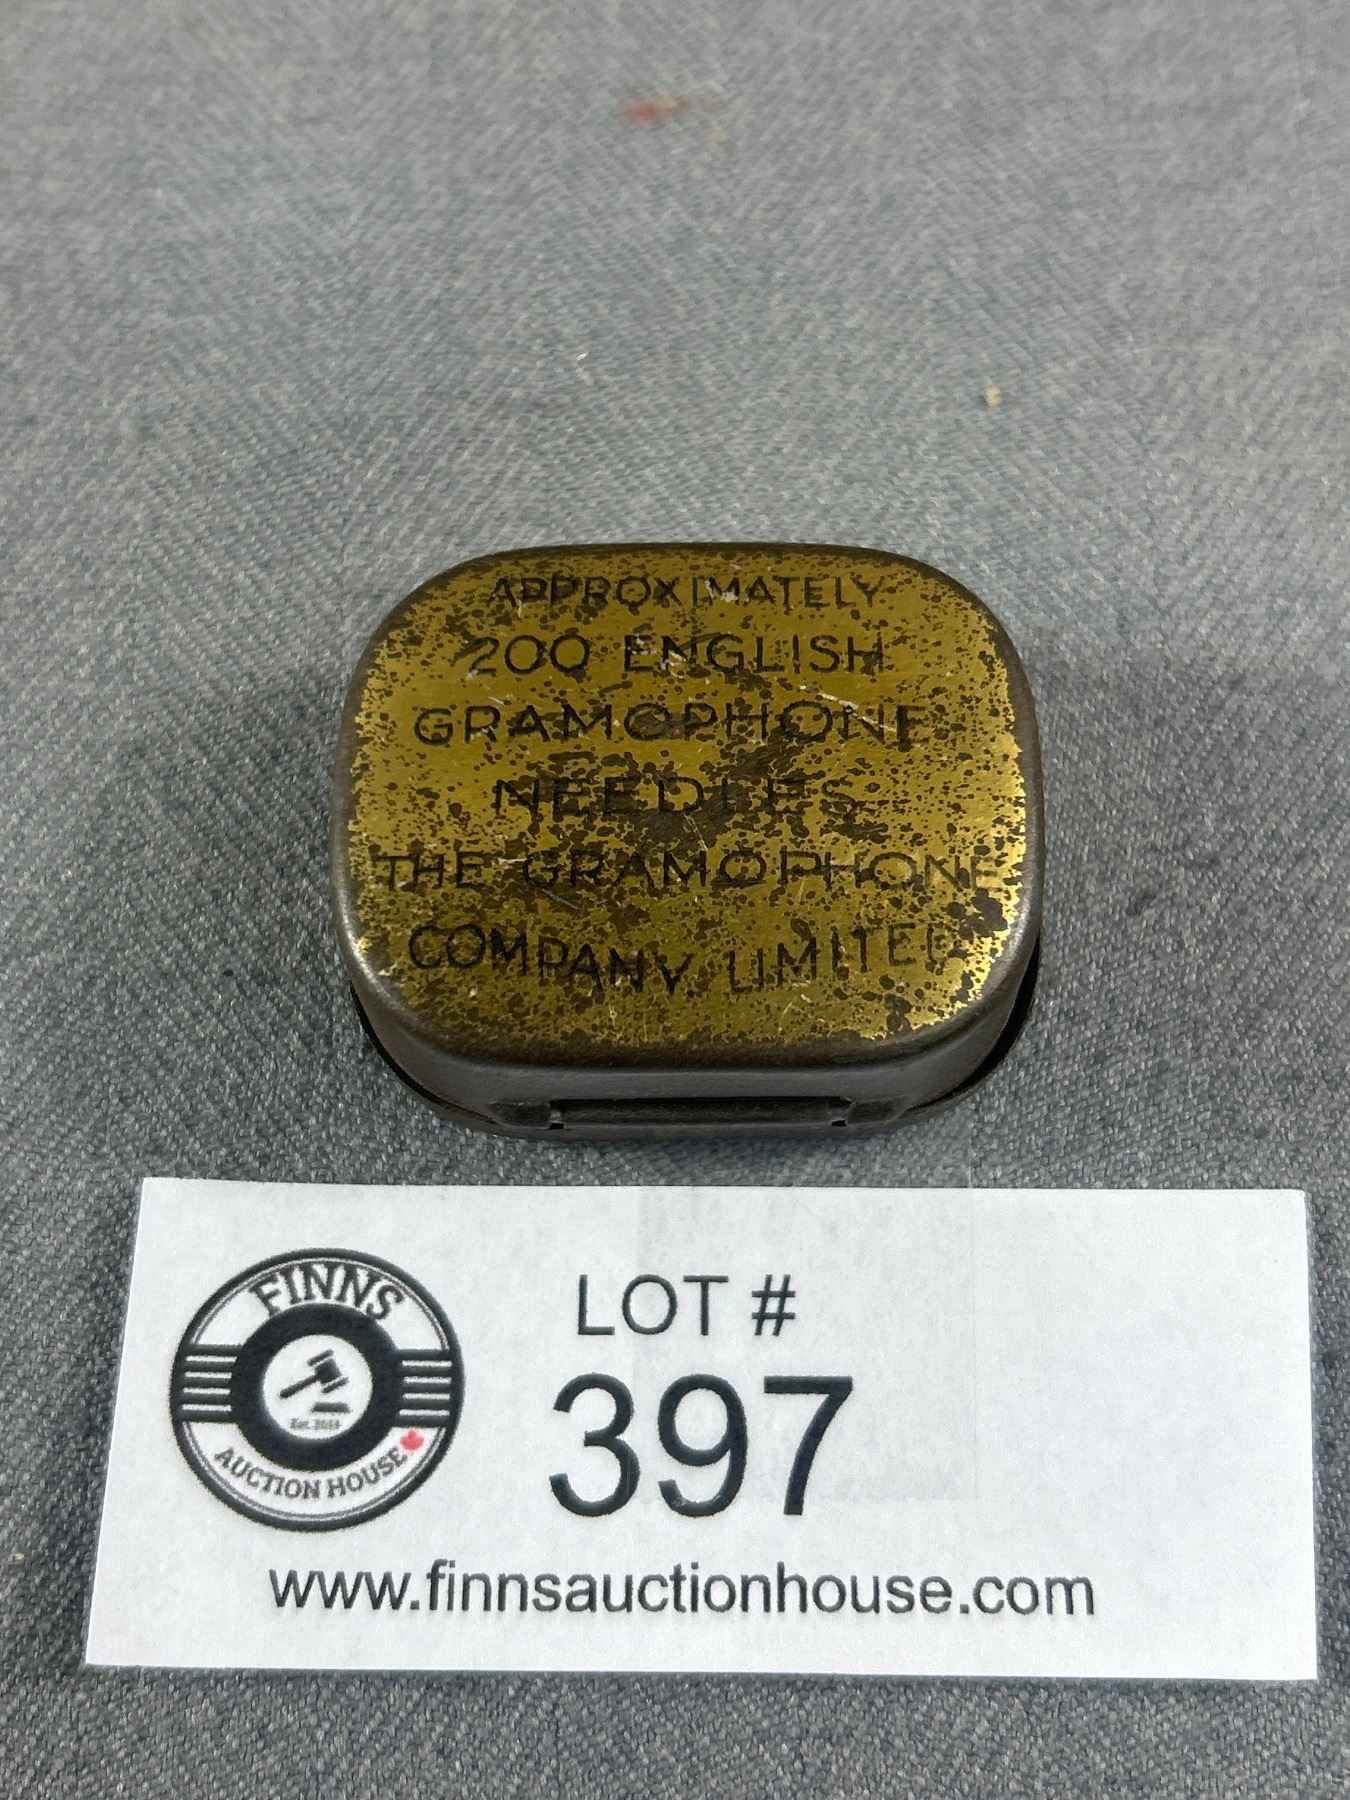 APPROXIMATELY
200 ENGLISH
GRAMOPHONE
NEEDLES
THE GRAMOPHONE
COMPANY. LIMITED
FINNS
AUCTION HOUSE
LOT #
397
www.finnsauctionhouse.com